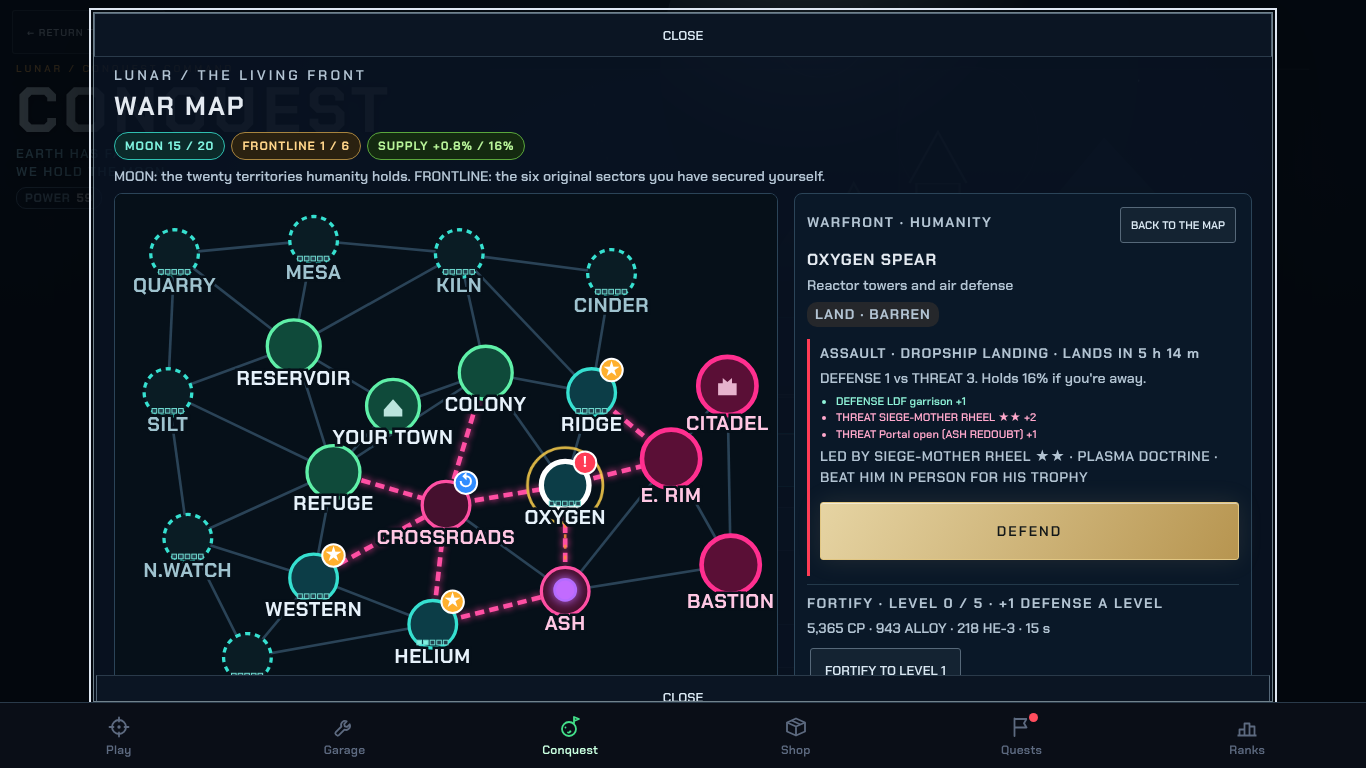 CLOSE
← RETURN
LUNAR / THE LIVING FRONT
WAR MAP
MOON 15 / 20
FRONTLINE 1 / 6
SUPPLY +0.8% / 16%
MOON: the twenty territories humanity holds. FRONTLINE: the six original sectors you have secured yourself.
QUARRY
MESA
KILN
CINDER
RESERVOIR
COLONY
SILT
YOUR TOWN
RIDGE
CITADEL
REFUGE
OXYGEN
E. RIM
CROSSROADS
N.WATCH
WESTERN
ASH
BASTION
HELIUM
WARFRONT · HUMANITY
BACK TO THE MAP
OXYGEN SPEAR
Reactor towers and air defense
LAND · BARREN
ASSAULT · DROPSHIP LANDING · LANDS IN 5 h 14 m
DEFENSE 1 vs THREAT 3. Holds 16% if you're away.
• DEFENSE LDF garrison +1
• THREAT SIEGE-MOTHER RHEEL ★★ +2
• THREAT Portal open (ASH REDOUBT) +1
LED BY SIEGE-MOTHER RHEEL ★★ · PLASMA DOCTRINE ·
BEAT HIM IN PERSON FOR HIS TROPHY
DEFEND
FORTIFY · LEVEL 0 / 5 · +1 DEFENSE A LEVEL
5,365 CP · 943 ALLOY · 218 HE-3 · 15 s
FORTIFY TO LEVEL 1
CLOSE
Play
Garage
Conquest
Shop
Quests
Ranks